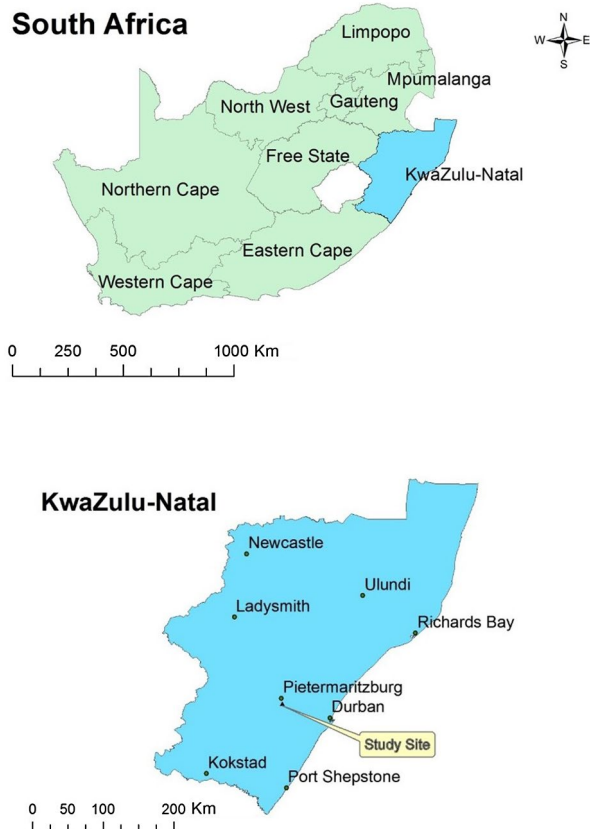 South Africa
N
W E
S
Limpopo
Mpumalanga
North West
Gauteng
Free State
KwaZulu-Natal
Northern Cape
Eastern Cape
Western Cape
0 250 500 1000 Km
KwaZulu-Natal
Newcastle
Ulundi
Ladysmith
Richards Bay
Pietermaritzburg
Durban
Study Site
Kokstad
Port Shepstone
0 50 100 200 Km